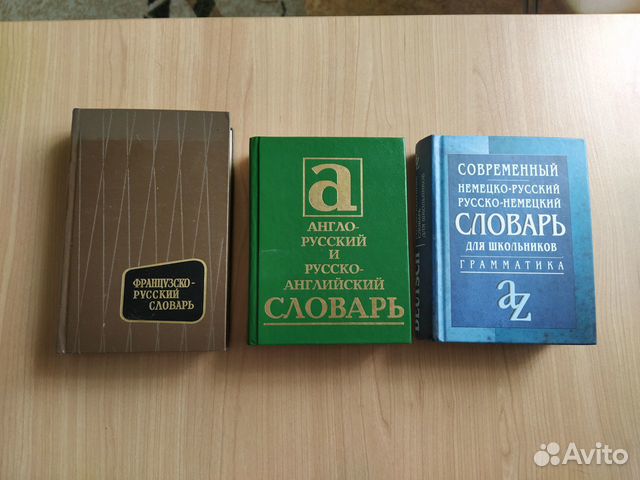 ФРАНЦУЗСКО-
РУССКИЙ
СЛОВАРЬ
а
АНГЛО-
РУССКИЙ
И
РУССКО-
АНГЛИЙСКИЙ
СЛОВАРЬ
DEUTSCH
СОВРЕМЕННЫЙ
НЕМЕЦКО-РУССКИЙ
РУССКО-НЕМЕЦКИЙ
СЛОВАРЬ
ДЛЯ ШКОЛЬНИКОВ
ГРАММАТИКА
aZ
Avito